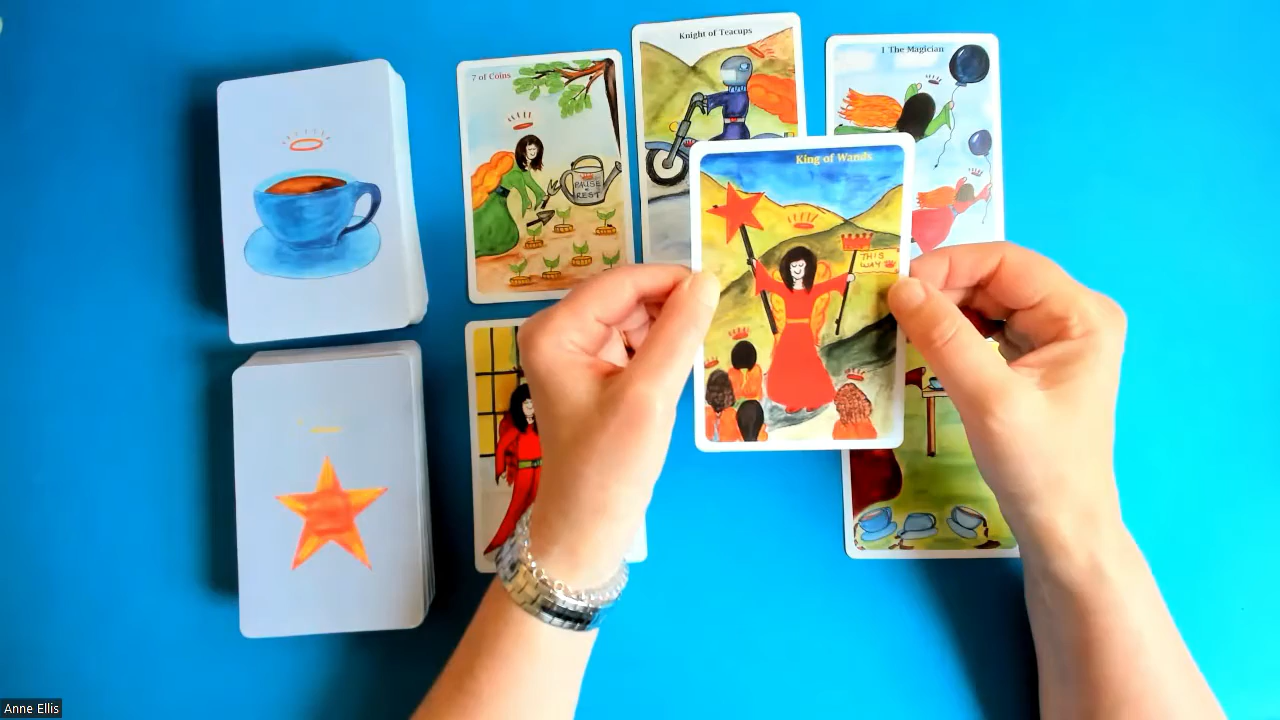 7 of Coins
PAUSE
REST
Knight of Teacups
1 The Magician
King of Wands
THIS
WAY
Anne Ellis